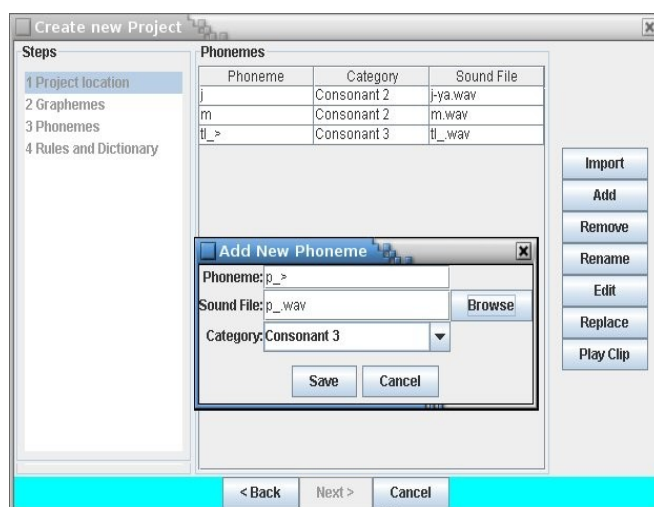 Create new Project
Steps
1 Project location
2 Graphemes
3 Phonemes
4 Rules and Dictionary
Phonemes
Phoneme Category Sound File
j Consonant 2 j-ya.wav
m Consonant 2 m.wav
tl_> Consonant 3 tl_.wav
Import
Add
Remove
Rename
Edit
Replace
Play Clip
Add New Phoneme
Phoneme: p_>
Sound File: p_.wav Browse
Category: Consonant 3
Save Cancel
< Back Next > Cancel